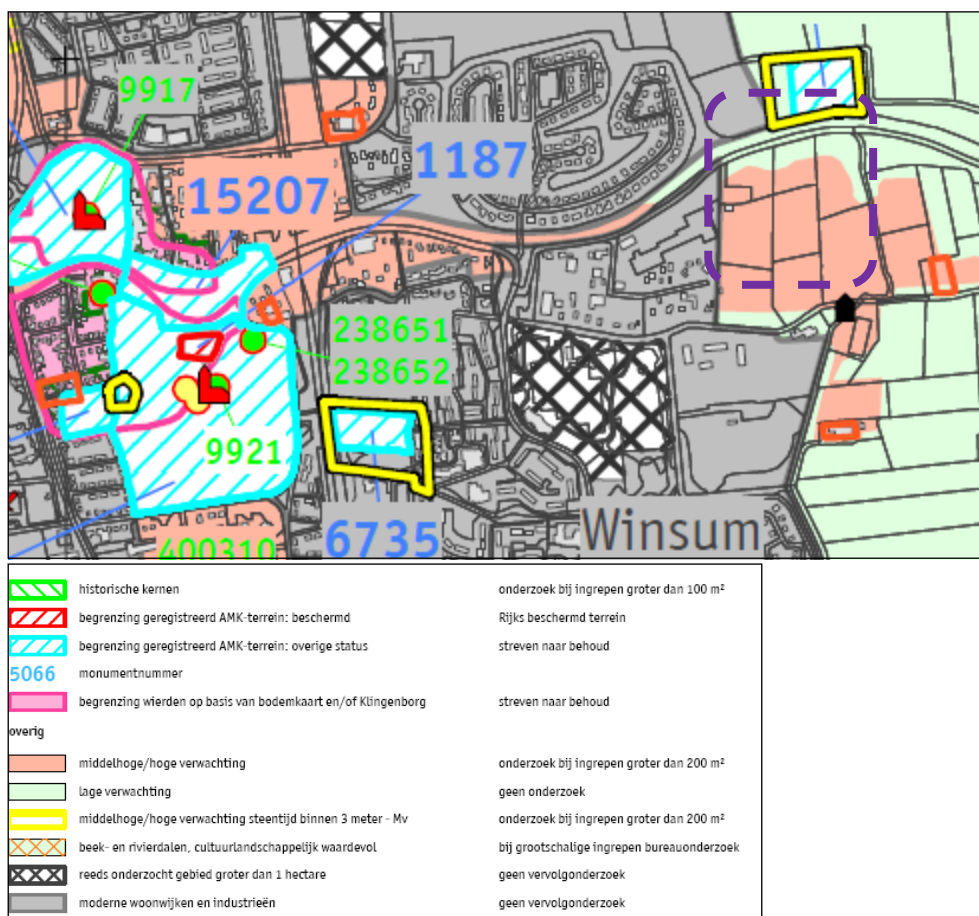 9917
15207
1187
238651
238652
9921
400310
6735
Winsum
historische kernen onderzoek bij ingrepen groter dan 100 m²
begrenzing geregistreerd AMK-terrein: beschermd Rijks beschermd terrein
begrenzing geregistreerd AMK-terrein: overige status streven naar behoud
5066 monumentnummer
begrenzing wierden op basis van bodemkaart en/of Klingenborg streven naar behoud
overig
middelhoge/hoge verwachting onderzoek bij ingrepen groter dan 200 m²
lage verwachting geen onderzoek
middelhoge/hoge verwachting steentijd binnen 3 meter - Mv onderzoek bij ingrepen groter dan 200 m²
beek- en rivierdalen, cultuurlandschappelijk waardevol bij grootschalige ingrepen bureauonderzoek
reeds onderzocht gebied groter dan 1 hectare geen vervolgonderzoek
moderne woonwijken en industrieën geen vervolgonderzoek